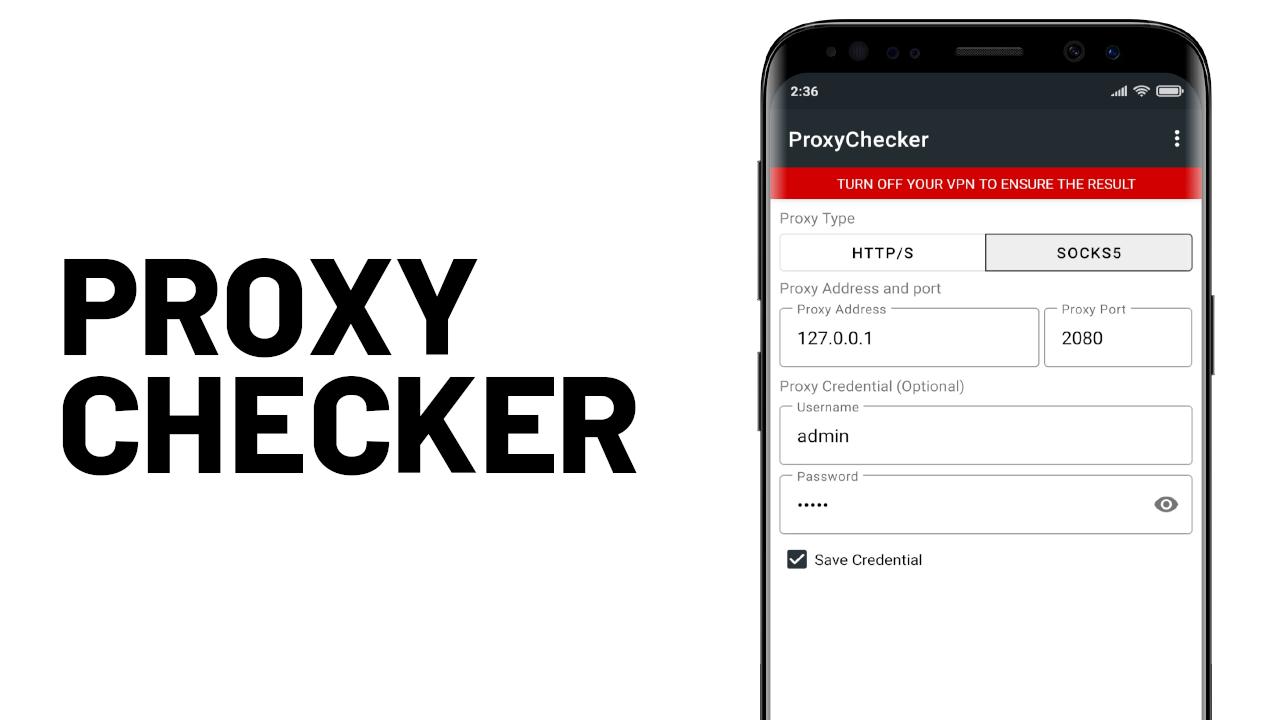 PROXY
CHECKER
2:36
ProxyChecker
TURN OFF YOUR VPN TO ENSURE THE RESULT
Proxy Type
HTTP/S SOCKS5
Proxy Address and port
Proxy Address Proxy Port
127.0.0.1 2080
Proxy Credential (Optional)
Username
admin
Password
•••••
Save Credential